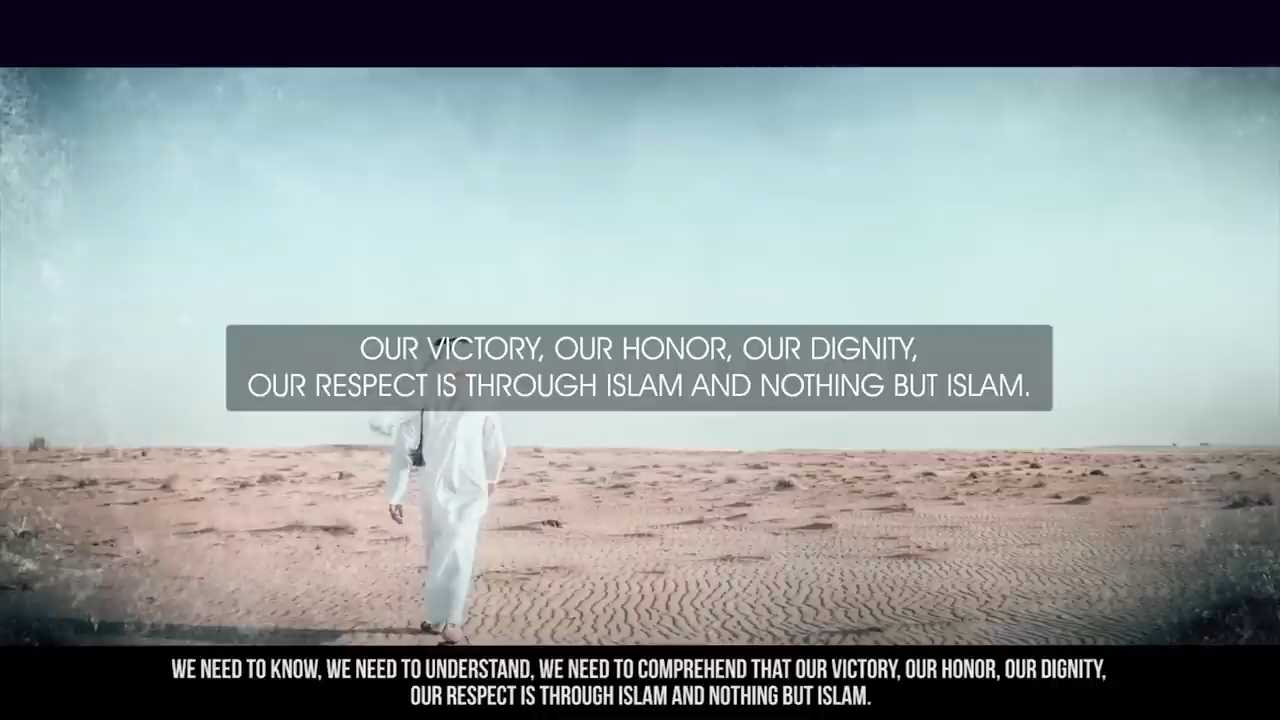 OUR VICTORY, OUR HONOR, OUR DIGNITY,
OUR RESPECT IS THROUGH ISLAM AND NOTHING BUT ISLAM.
WE NEED TO KNOW, WE NEED TO UNDERSTAND, WE NEED TO COMPREHEND THAT OUR VICTORY, OUR HONOR, OUR DIGNITY,
OUR RESPECT IS THROUGH ISLAM AND NOTHING BUT ISLAM.